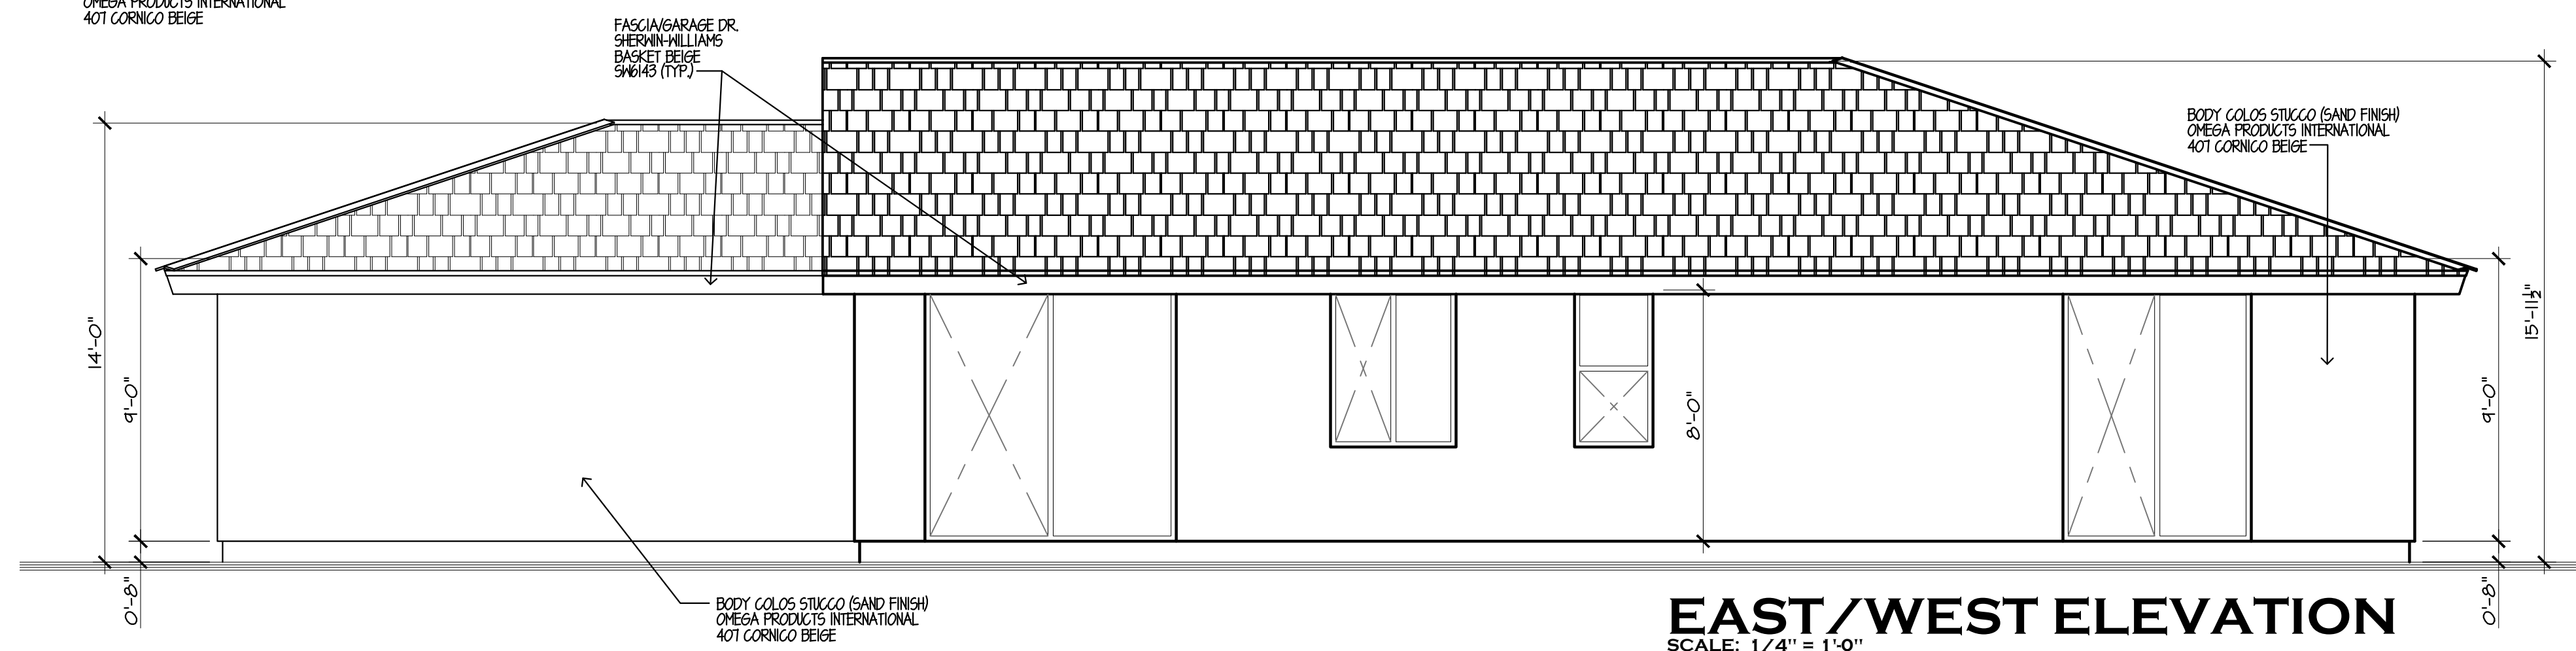 OMEGA PRODUCTS INTERNATIONAL
407 CORNICO BEIGE
FASCIA/GARAGE DR.
SHERWIN-WILLIAMS
BASKET BEIGE
SW6143 (TYP.)
BODY COLOS STUCCO (SAND FINISH)
OMEGA PRODUCTS INTERNATIONAL
407 CORNICO BEIGE
14'-0"
9'-0"
0'-8"
8'-0"
9'-0"
15'-11½"
0'-8"
BODY COLOS STUCCO (SAND FINISH)
OMEGA PRODUCTS INTERNATIONAL
407 CORNICO BEIGE
EAST/WEST ELEVATION
SCALE: 1/4" = 1'-0"